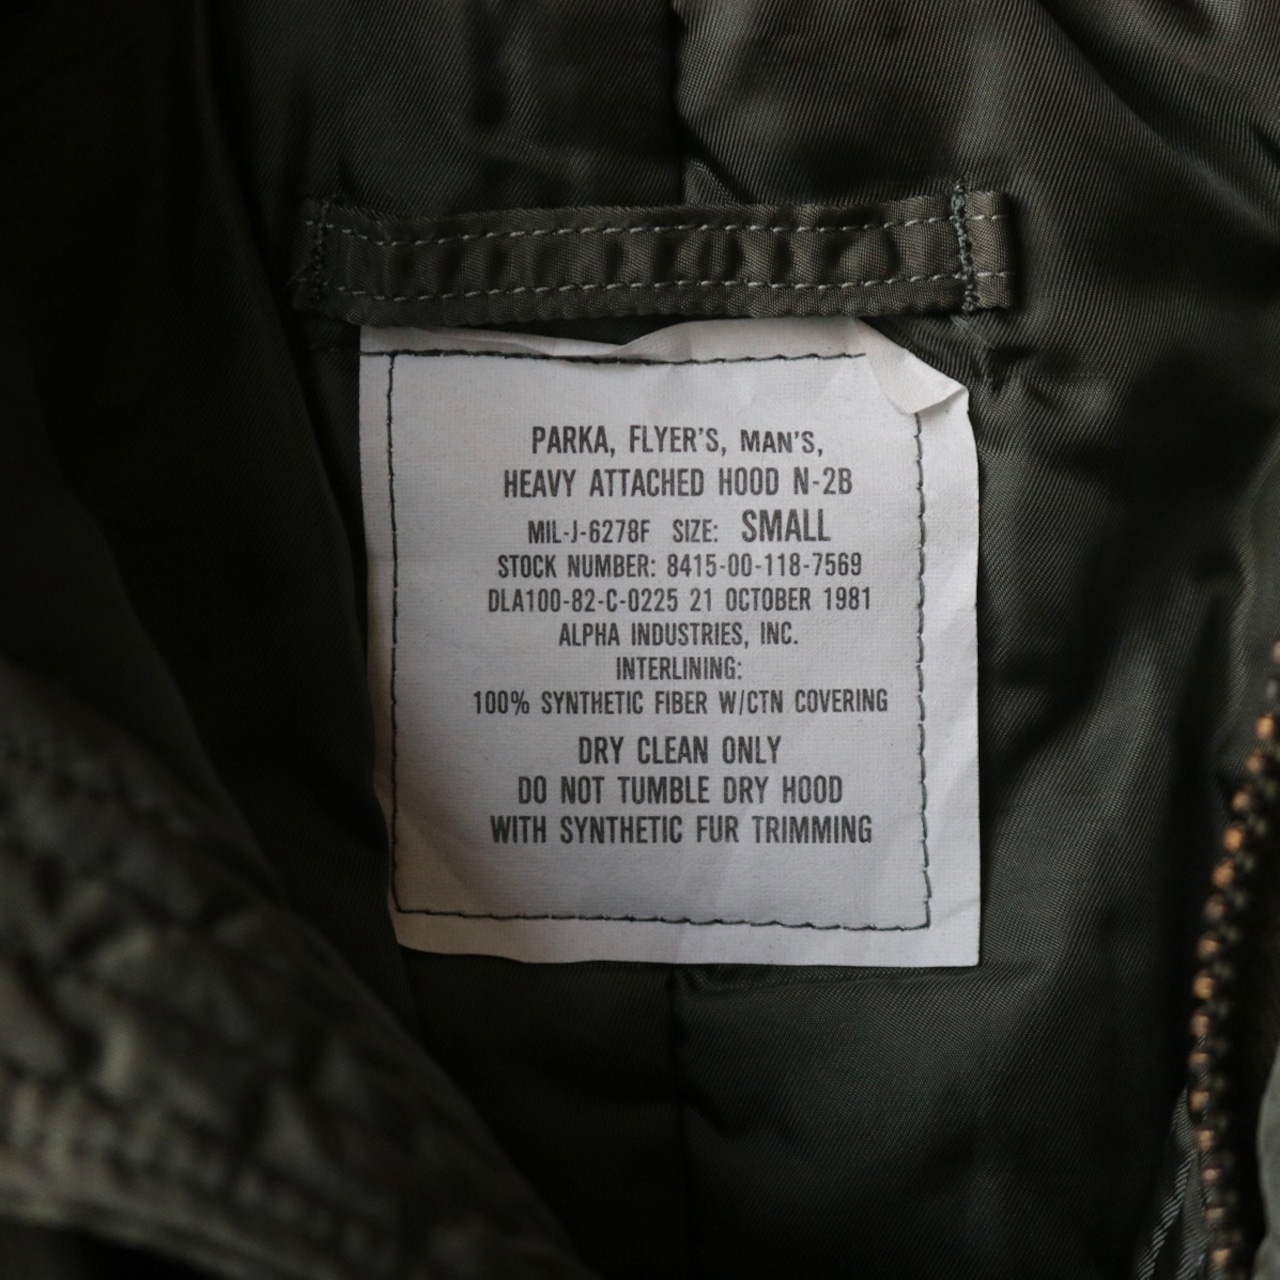 PARKA, FLYER'S, MAN'S,
HEAVY ATTACHED HOOD N-2B
MIL-J-6278F SIZE: SMALL
STOCK NUMBER: 8415-00-118-7569
DLA100-82-C-0225 21 OCTOBER 1981
ALPHA INDUSTRIES, INC.
INTERLINING:
100% SYNTHETIC FIBER W/CTN COVERING
DRY CLEAN ONLY
DO NOT TUMBLE DRY HOOD
WITH SYNTHETIC FUR TRIMMING